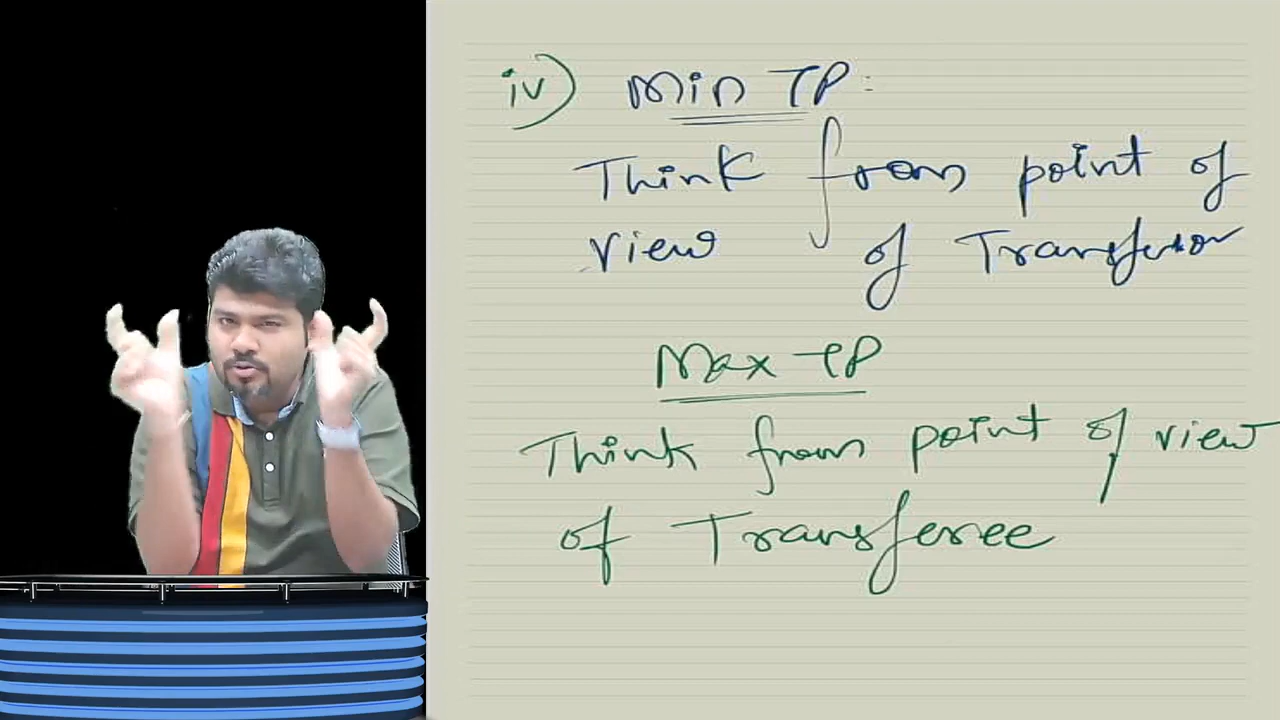 iv) Min TP:
Think from point of
view of Transferor
Max TP
Think from point of view
of Transferee